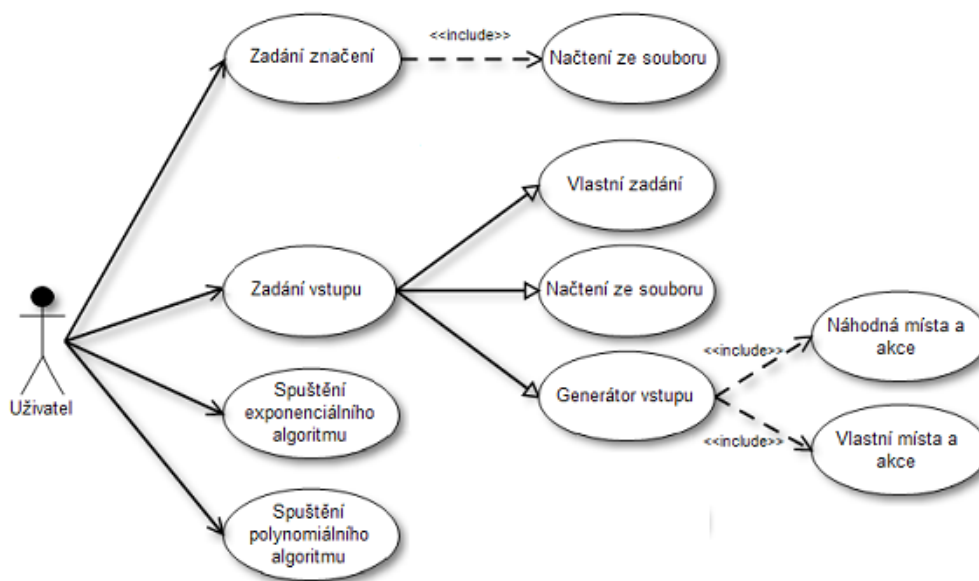 Zadání značení
<<include>>
Načtení ze souboru
Vlastní zadání
Zadání vstupu
Načtení ze souboru
Náhodná místa a
akce
<<include>>
Generátor vstupu
<<include>>
Vlastní místa a
akce
Uživatel
Spuštění
exponenciálního
algoritmu
Spuštění
polynomiálního
algoritmu